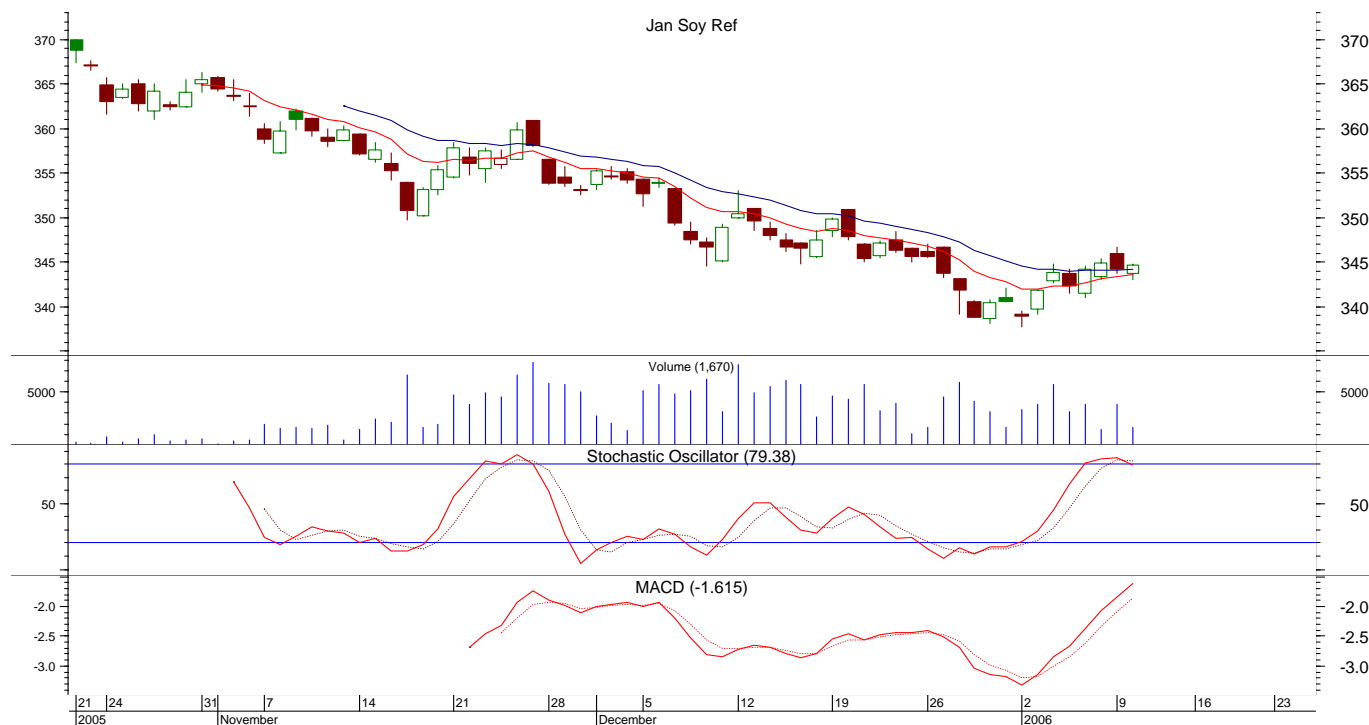 Jan Soy Ref
370 370
365 365
360 360
355 355
350 350
345 345
340 340
Volume (1,670)
5000 5000
Stochastic Oscillator (79.38)
50 50
MACD (-1.615)
-2.0 -2.0
-2.5 -2.5
-3.0 -3.0
21 24 31 7 14 21 28 5 12 19 26 2 9 16 23
2005 November December 2006